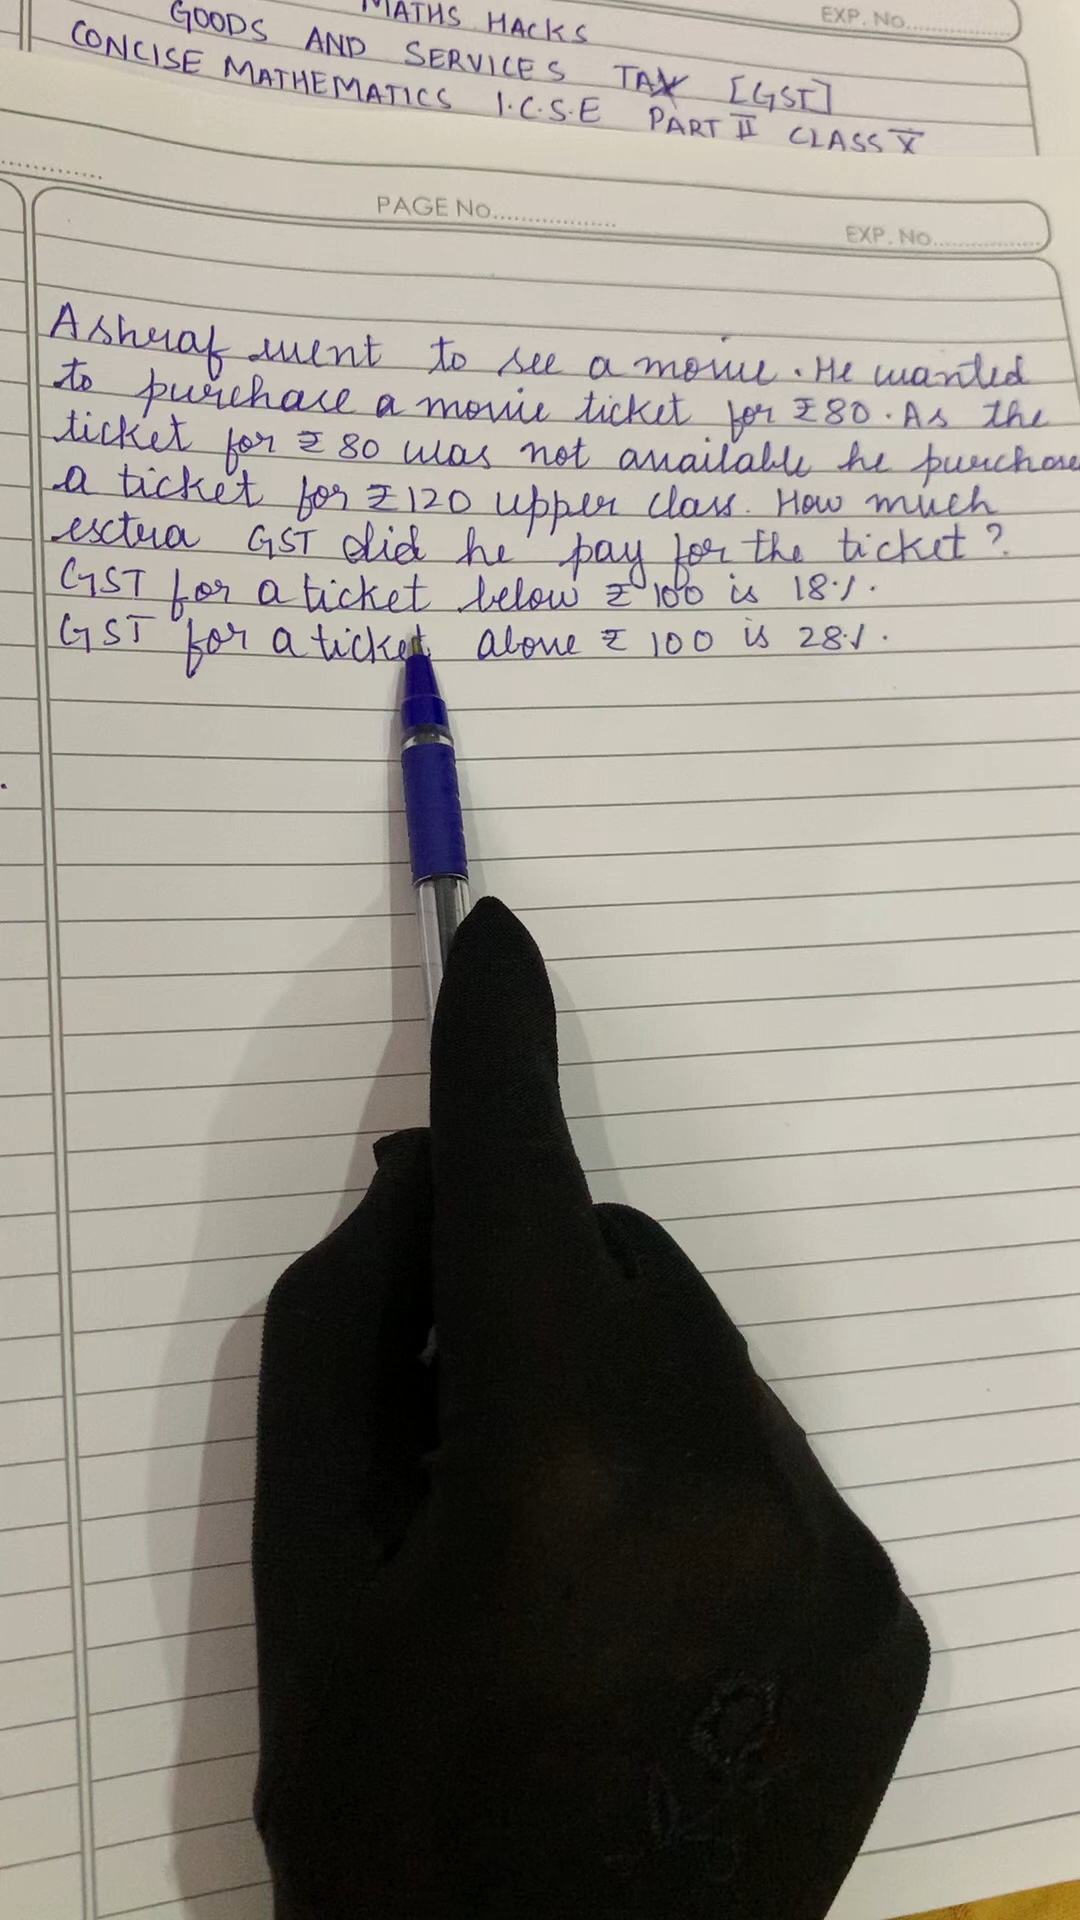 MATHS HACKS
EXP. No.
GOODS AND SERVICES TAX [GST]
CONCISE MATHEMATICS I.C.S.E PART II CLASS X
PAGE No.
EXP. No.
Ashraf went to see a movie. He wanted
to purchase a movie ticket for ₹80. As the
ticket for ₹80 was not available he purchase
a ticket for ₹120 upper class. How much
extra GST did he pay for the ticket?
GST for a ticket below ₹100 is 18%.
GST for a ticket above ₹100 is 28%.